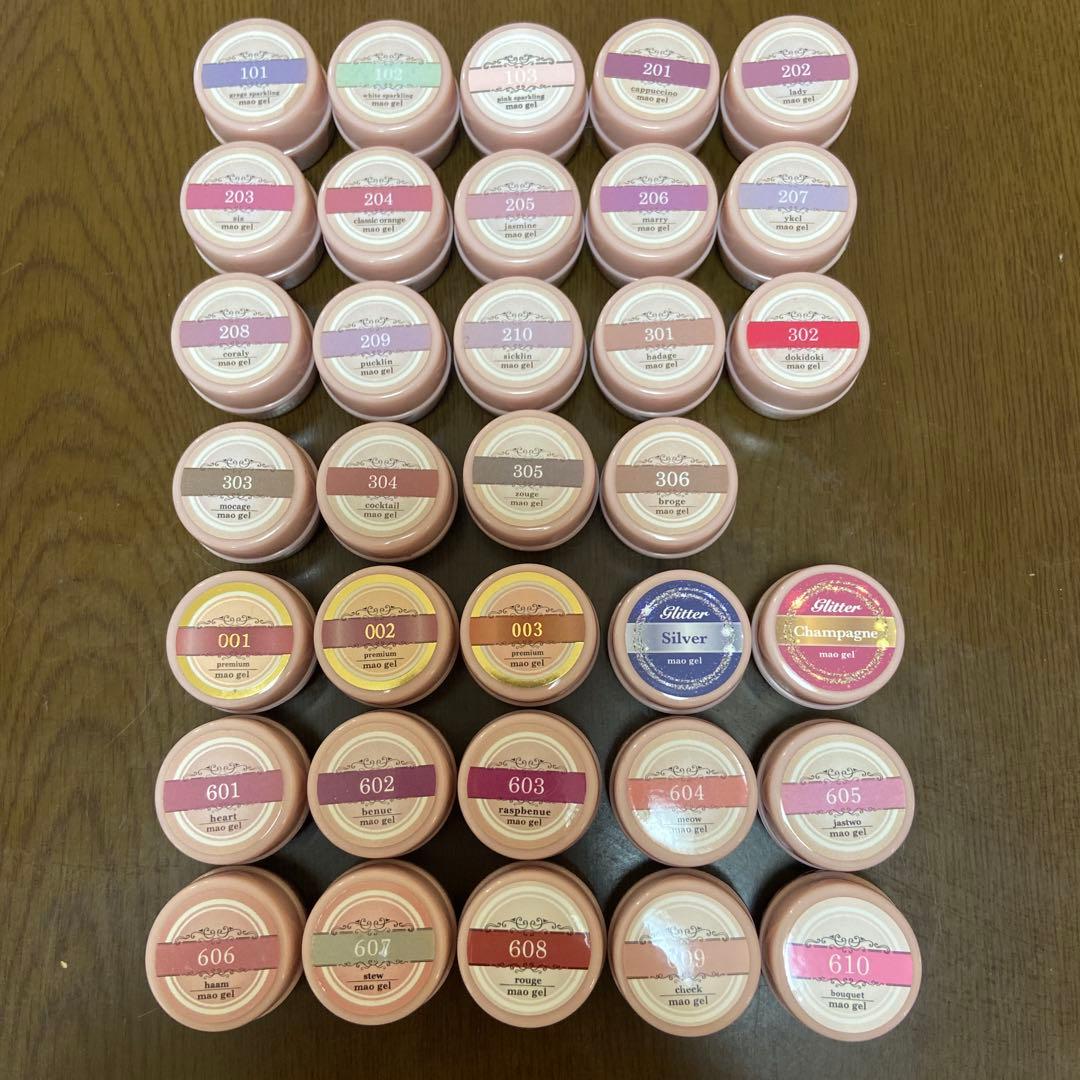 101
grage sparkling
mao gel
102
white sparkling
mao gel
103
pink sparkling
mao gel
201
cappuccino
mao gel
202
lady
mao gel
203
sis
mao gel
204
classic orange
mao gel
205
jasmine
mao gel
206
marry
mao gel
207
ykcl
mao gel
208
coraly
mao gel
209
pucklin
mao gel
210
sicklin
mao gel
301
hadage
mao gel
302
dokidoki
mao gel
303
mocage
mao gel
304
cocktail
mao gel
305
zouge
mao gel
306
broge
mao gel
001
premium
mao gel
002
premium
mao gel
003
premium
mao gel
Glitter
Silver
mao gel
Glitter
Champagne
mao gel
601
heart
mao gel
602
benue
mao gel
603
raspbenue
mao gel
604
meow
mao gel
605
jastwo
mao gel
606
haam
mao gel
607
stew
mao gel
608
rouge
mao gel
609
cheek
mao gel
610
bouquet
mao gel